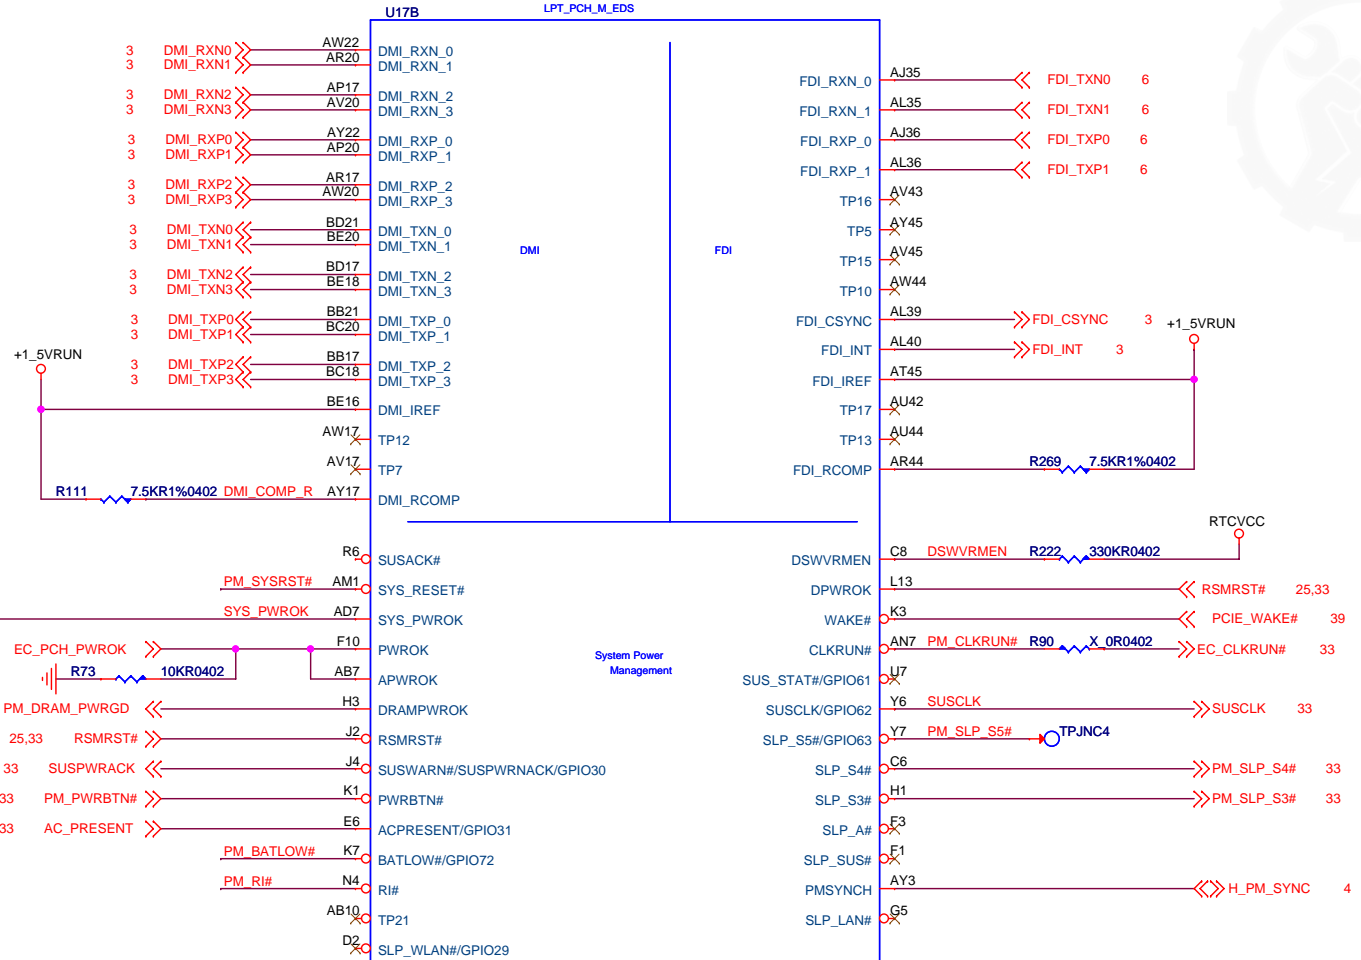 U17B LPT_PCH_M_EDS
3 DMI_RXN0 AW22 DMI_RXN_0
3 DMI_RXN1 AR20 DMI_RXN_1
FDI_RXN_0 AJ35 FDI_TXN0 6
3 DMI_RXN2 AP17 DMI_RXN_2
3 DMI_RXN3 AV20 DMI_RXN_3
FDI_RXN_1 AL35 FDI_TXN1 6
3 DMI_RXP0 AY22 DMI_RXP_0
FDI_RXP_0 AJ36 FDI_TXP0 6
3 DMI_RXP1 AP20 DMI_RXP_1
FDI_RXP_1 AL36 FDI_TXP1 6
3 DMI_RXP2 AR17 DMI_RXP_2
3 DMI_RXP3 AW20 DMI_RXP_3
TP16 AV43
3 DMI_TXN0 BD21 DMI_TXN_0
TP5 AY45
3 DMI_TXN1 BE20 DMI_TXN_1
DMI FDI
TP15 AV45
3 DMI_TXN2 BD17 DMI_TXN_2
3 DMI_TXN3 BE18 DMI_TXN_3
TP10 AW44
3 DMI_TXP0 BB21 DMI_TXP_0
FDI_CSYNC AL39 FDI_CSYNC 3
+1_5VRUN
3 DMI_TXP1 BC20 DMI_TXP_1
FDI_INT AL40 FDI_INT 3
+1_5VRUN
3 DMI_TXP2 BB17 DMI_TXP_2
3 DMI_TXP3 BC18 DMI_TXP_3
FDI_IREF AT45
BE16 DMI_IREF
TP17 AU42
AW17 TP12
TP13 AU44
AV17 TP7
FDI_RCOMP AR44 R269 7.5KR1%0402
R111 7.5KR1%0402 DMI_COMP_R AY17 DMI_RCOMP
RTCVCC
R6 SUSACK#
DSWVRMEN C8 DSWVRMEN R222 330KR0402
PM_SYSRST# AM1 SYS_RESET#
DPWROK L13 RSMRST# 25,33
SYS_PWROK AD7 SYS_PWROK
WAKE# K3 PCIE_WAKE# 39
EC_PCH_PWROK F10 PWROK
System Power
Management
CLKRUN# AN7 PM_CLKRUN# R90 X_0R0402 EC_CLKRUN# 33
R73 10KR0402 AB7 APWROK
SUS_STAT#/GPIO61 U7
PM_DRAM_PWRGD H3 DRAMPWROK
SUSCLK/GPIO62 Y6 SUSCLK SUSCLK 33
25,33 RSMRST# J2 RSMRST#
SLP_S5#/GPIO63 Y7 PM_SLP_S5# TPJNC4
33 SUSPWRACK J4 SUSWARN#/SUSPWRNACK/GPIO30
SLP_S4# C6 PM_SLP_S4# 33
33 PM_PWRBTN# K1 PWRBTN#
SLP_S3# H1 PM_SLP_S3# 33
33 AC_PRESENT E6 ACPRESENT/GPIO31
SLP_A# F3
PM_BATLOW# K7 BATLOW#/GPIO72
SLP_SUS# F1
PM_RI# N4 RI#
PMSYNCH AY3 H_PM_SYNC 4
AB10 TP21
SLP_LAN# G5
D2 SLP_WLAN#/GPIO29